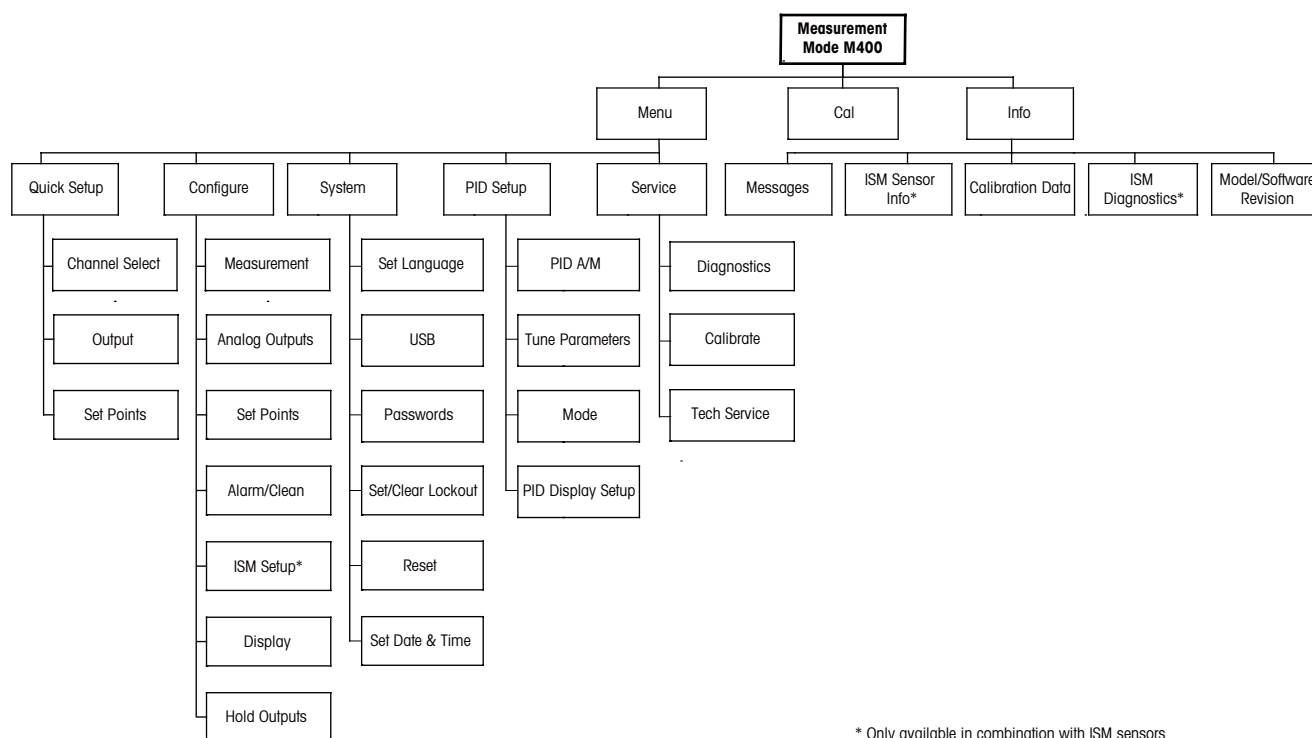 Measurement
Mode M400
Menu
Cal
Info
Quick Setup
Configure
System
PID Setup
Service
Messages
ISM Sensor
Info*
Calibration Data
ISM
Diagnostics*
Model/Software
Revision
Channel Select
Measurement
Set Language
PID A/M
Diagnostics
Output
Analog Outputs
USB
Tune Parameters
Calibrate
Set Points
Set Points
Passwords
Mode
Tech Service
Alarm/Clean
Set/Clear Lockout
PID Display Setup
ISM Setup*
Reset
Display
Set Date & Time
Hold Outputs
* Only available in combination with ISM sensors